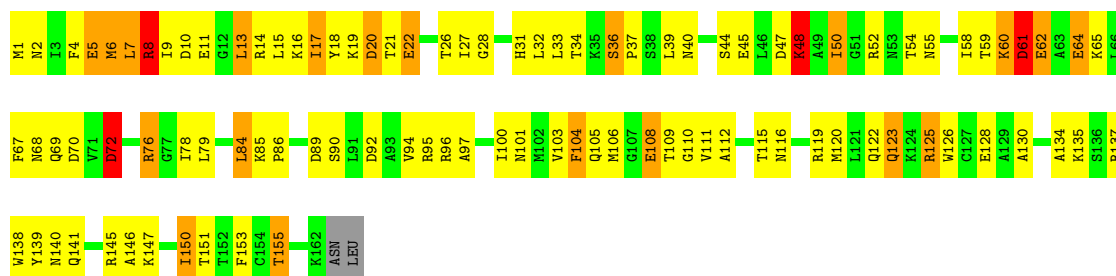 M1 N2 I3 F4 E5 M6 L7 R8 I9 D10 E11 G12 L13 R14 L15 K16 I17 Y18 K19 D20 T21 E22 T26 I27 G28 H31 L32 L33 T34 K35 S36 P37 S38 L39 N40 S44 E45 L46 D47 K48 A49 I50 G51 R52 N53 T54 N55 I58 T59 K60 D61 E62 A63 E64 K65 L66
F67 N68 Q69 D70 V71 D72 R76 G77 I78 L79 L84 K85 P86 D89 S90 L91 D92 A93 V94 R95 R96 A97 I100 N101 M102 V103 F104 Q105 M106 G107 E108 T109 G110 V111 A112 T115 N116 R119 M120 L121 Q122 Q123 K124 R125 W126 C127 E128 A129 A130 A134 K135 S136 R137
W138 Y139 N140 Q141 R145 A146 K147 I150 T151 T152 F153 C154 T155 K162 ASN LEU